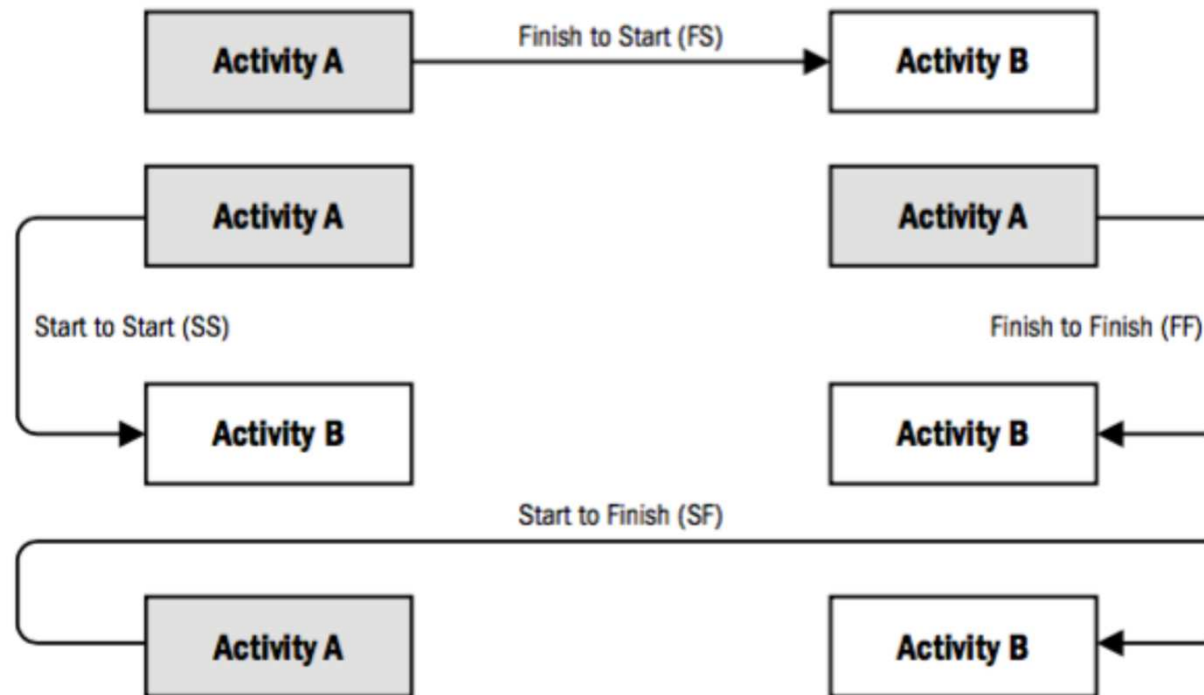 Activity A
Finish to Start (FS)
Activity B
Activity A
Activity A
Start to Start (SS)
Finish to Finish (FF)
Activity B
Activity B
Start to Finish (SF)
Activity A
Activity B